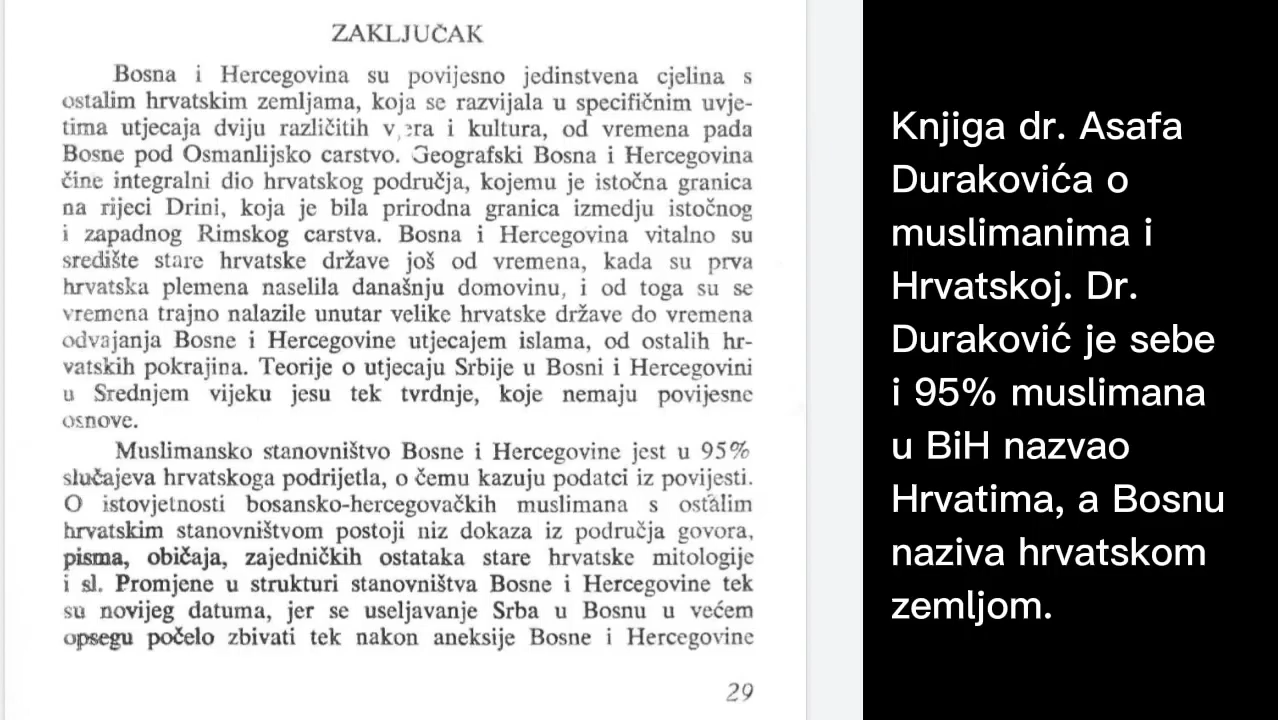 ZAKLJUČAK
Bosna i Hercegovina su povijesno jedinstvena cjelina s
ostalim hrvatskim zemljama, koja se razvijala u specifičnim uvje-
tima utjecaja dviju različitih vjera i kultura, od vremena pada
Bosne pod Osmanlijsko carstvo. Geografski Bosna i Hercegovina
čine integralni dio hrvatskog područja, kojemu je istočna granica
na rijeci Drini, koja je bila prirodna granica izmedju istočnog
i zapadnog Rimskog carstva. Bosna i Hercegovina vitalno su
središte stare hrvatske države još od vremena, kada su prva
hrvatska plemena naselila današnju domovinu, i od toga su se
vremena trajno nalazile unutar velike hrvatske države do vremena
odvajanja Bosne i Hercegovine utjecajem islama, od ostalih hr-
vatskih pokrajina. Teorije o utjecaju Srbije u Bosni i Hercegovini
u Srednjem vijeku jesu tek tvrdnje, koje nemaju povijesne
osnove.
Muslimansko stanovništvo Bosne i Hercegovine jest u 95%
slučajeva hrvatskoga podrijetla, o čemu kazuju podatci iz povijesti.
O istovjetnosti bosansko-hercegovačkih muslimana s ostalim
hrvatskim stanovništvom postoji niz dokaza iz područja govora,
pisma, običaja, zajedničkih ostataka stare hrvatske mitologije
i sl. Promjene u strukturi stanovništva Bosne i Hercegovine tek
su novijeg datuma, jer se useljavanje Srba u Bosnu u većem
opsegu počelo zbivati tek nakon aneksije Bosne i Hercegovine
29
Knjiga dr. Asafa
Durakovića o
muslimanima i
Hrvatskoj. Dr.
Duraković je sebe
i 95% muslimana
u BiH nazvao
Hrvatima, a Bosnu
naziva hrvatskom
zemljom.